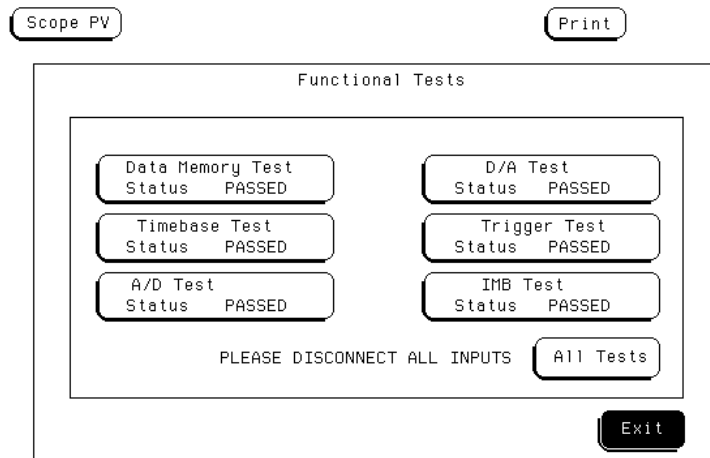 Scope PV
Print
Functional Tests
Data Memory Test
Status PASSED
D/A Test
Status PASSED
Timebase Test
Status PASSED
Trigger Test
Status PASSED
A/D Test
Status PASSED
IMB Test
Status PASSED
PLEASE DISCONNECT ALL INPUTS
All Tests
Exit